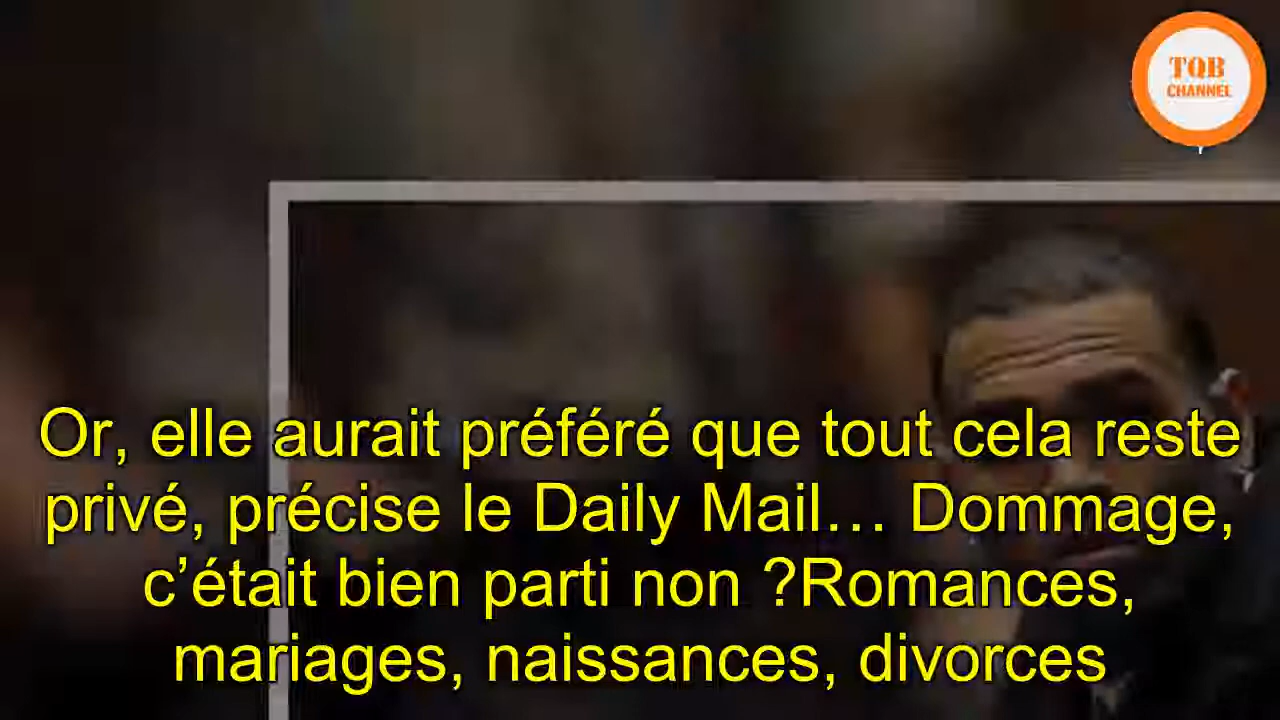 TQB
CHANNEL
Or, elle aurait préféré que tout cela reste
privé, précise le Daily Mail… Dommage,
c’était bien parti non ?Romances,
mariages, naissances, divorces